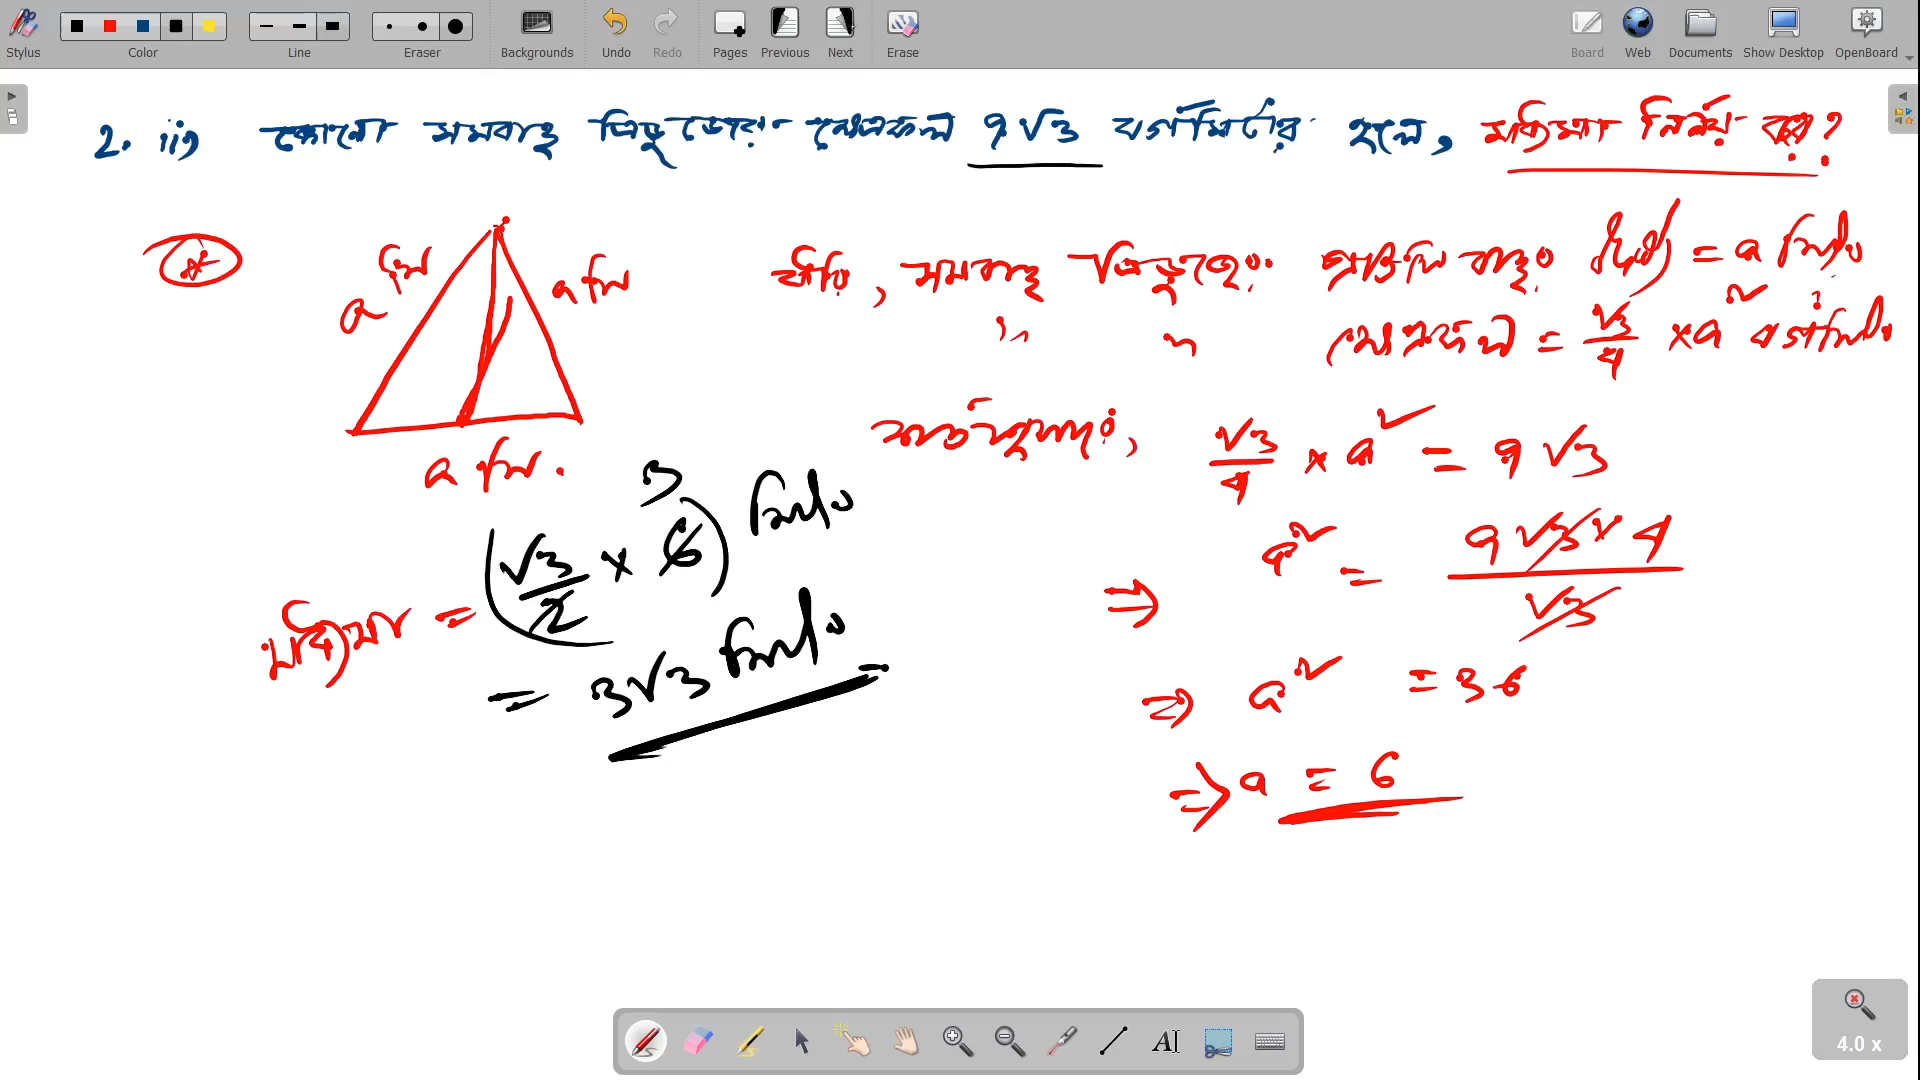 Stylus Color Line Eraser Backgrounds Undo Redo Pages Previous Next Erase Board Web Documents Show Desktop OpenBoard
2. iii) কোনো সমবাহু ত্রিভুজের ক্ষেত্রফল 9√3 বর্গমিটার হলে, মধ্যমা নির্ণয় কর?
a মি a মি
a মি.
ধরি, সমবাহু ত্রিভুজের প্রতিটি বাহুর দৈর্ঘ্য = a মিঃ
,, ,, ক্ষেত্রফল = √3/4 × a² বর্গমিঃ
শর্তানুসারে, √3/4 × a² = 9√3
⇒ a² = 9√3 × 4 / √3
⇒ a² = 36
⇒ a = 6
মধ্যমা = (√3/2 × 6) মিঃ
3
= 3√3 মিঃ
4.0 x